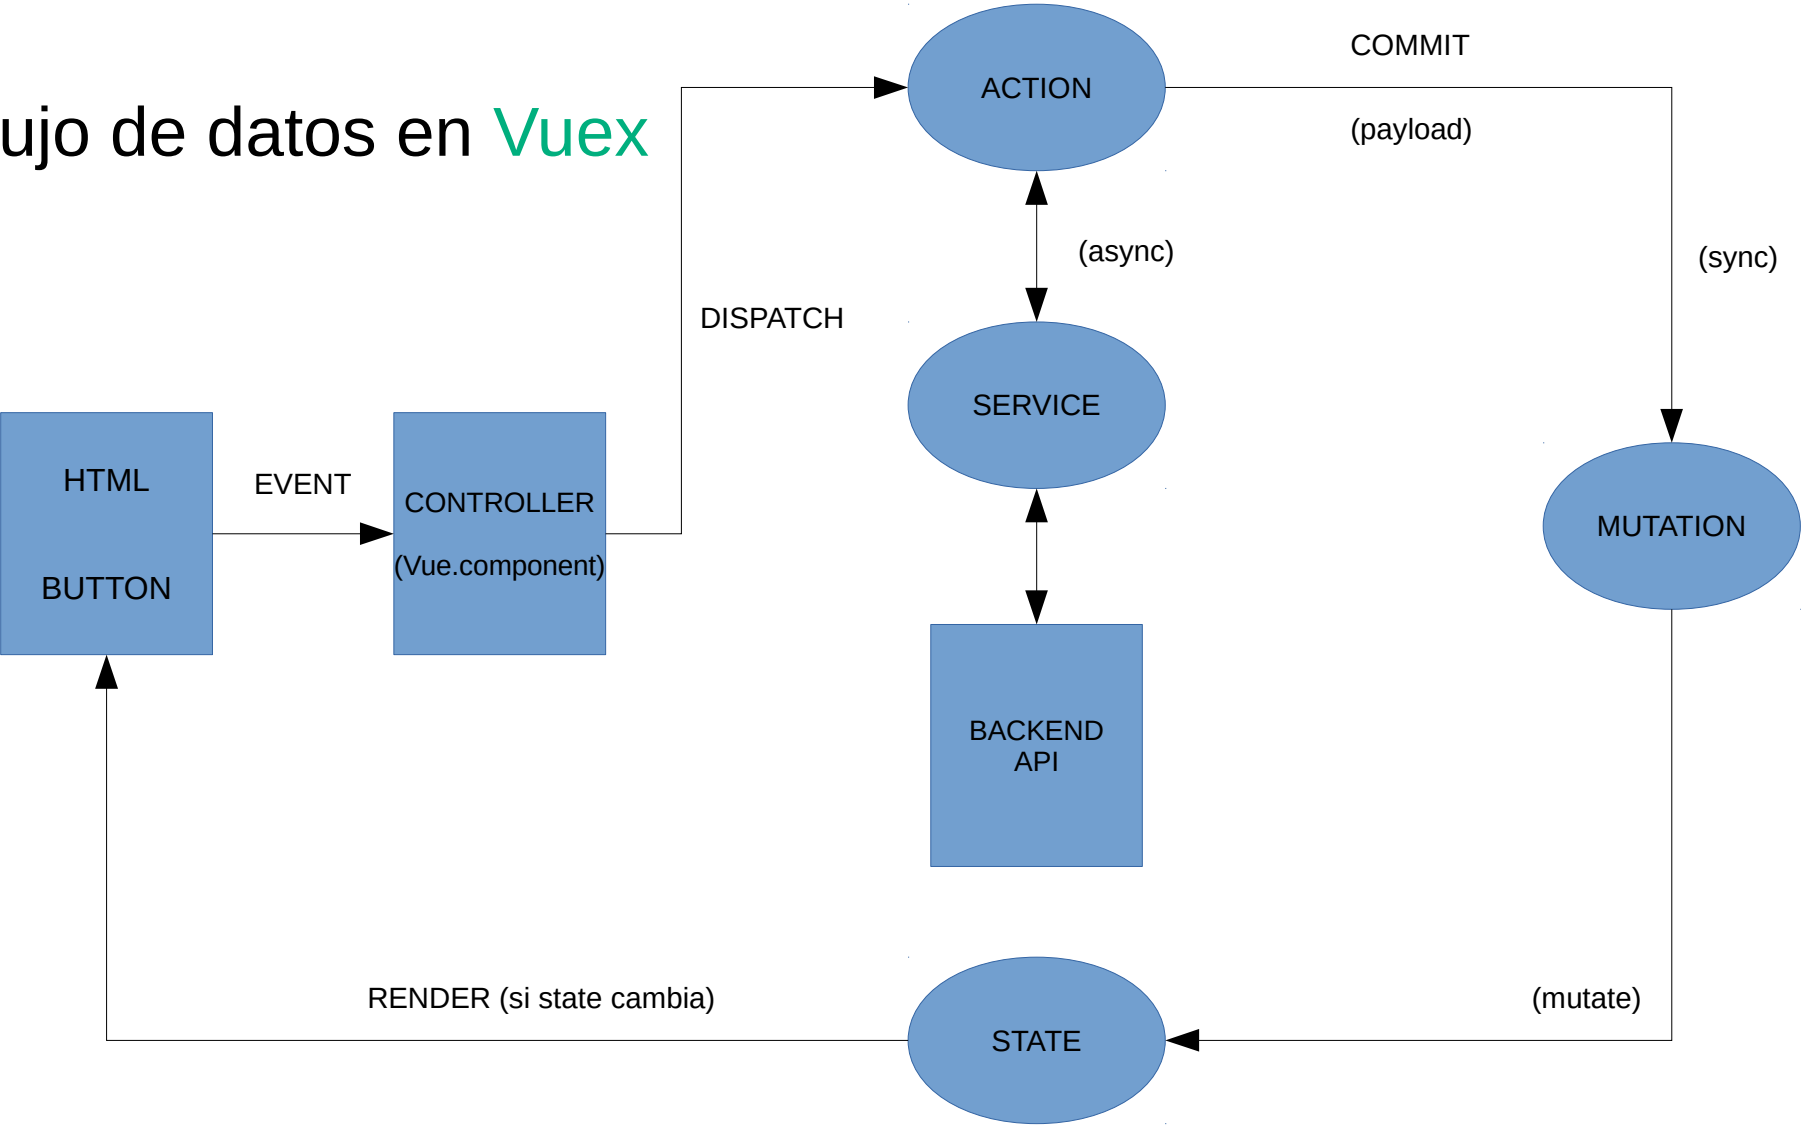 ujo de datos en Vuex
ACTION
COMMIT
(payload)
(async)
(sync)
DISPATCH
SERVICE
HTML
BUTTON
EVENT
CONTROLLER
(Vue.component)
MUTATION
BACKEND
API
RENDER (si state cambia)
(mutate)
STATE